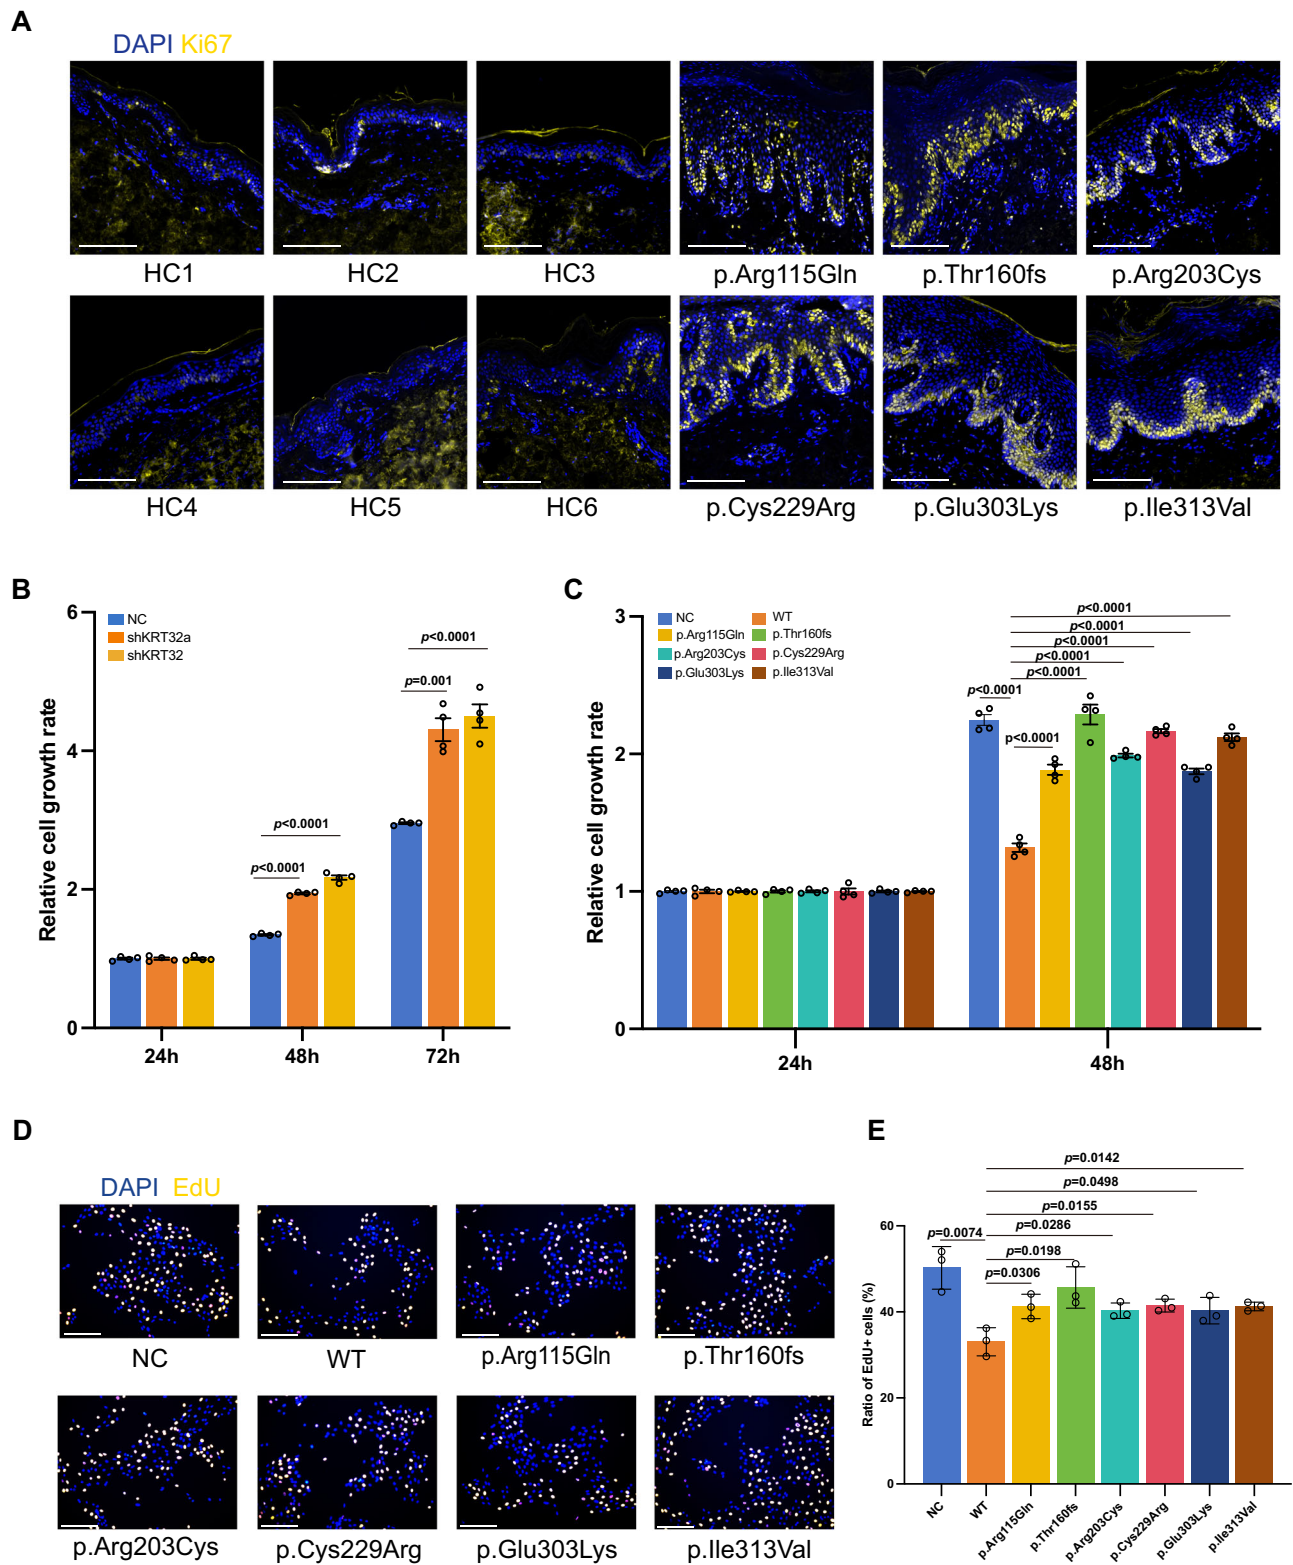 A
DAPI Ki67
HC1 HC2 HC3 p.Arg115Gln p.Thr160fs p.Arg203Cys
HC4 HC5 HC6 p.Cys229Arg p.Glu303Lys p.Ile313Val
B
Relative cell growth rate
6
4
2
0
NC
shKRT32a
shKRT32
p<0.0001
p=0.001
p<0.0001
p<0.0001
24h 48h 72h
C
Relative cell growth rate
3
2
1
0
NC WT
p.Arg115Gln p.Thr160fs
p.Arg203Cys p.Cys229Arg
p.Glu303Lys p.Ile313Val
p<0.0001
p<0.0001
p<0.0001
p<0.0001
p<0.0001
p<0.0001
p<0.0001
24h 48h
D
DAPI EdU
NC WT p.Arg115Gln p.Thr160fs
p.Arg203Cys p.Cys229Arg p.Glu303Lys p.Ile313Val
E
Ratio of EdU+ cells (%)
60
40
20
0
p=0.0142
p=0.0498
p=0.0155
p=0.0286
p=0.0074
p=0.0198
p=0.0306
NC WT p.Arg115Gln p.Thr160fs p.Arg203Cys p.Cys229Arg p.Glu303Lys p.Ile313Val